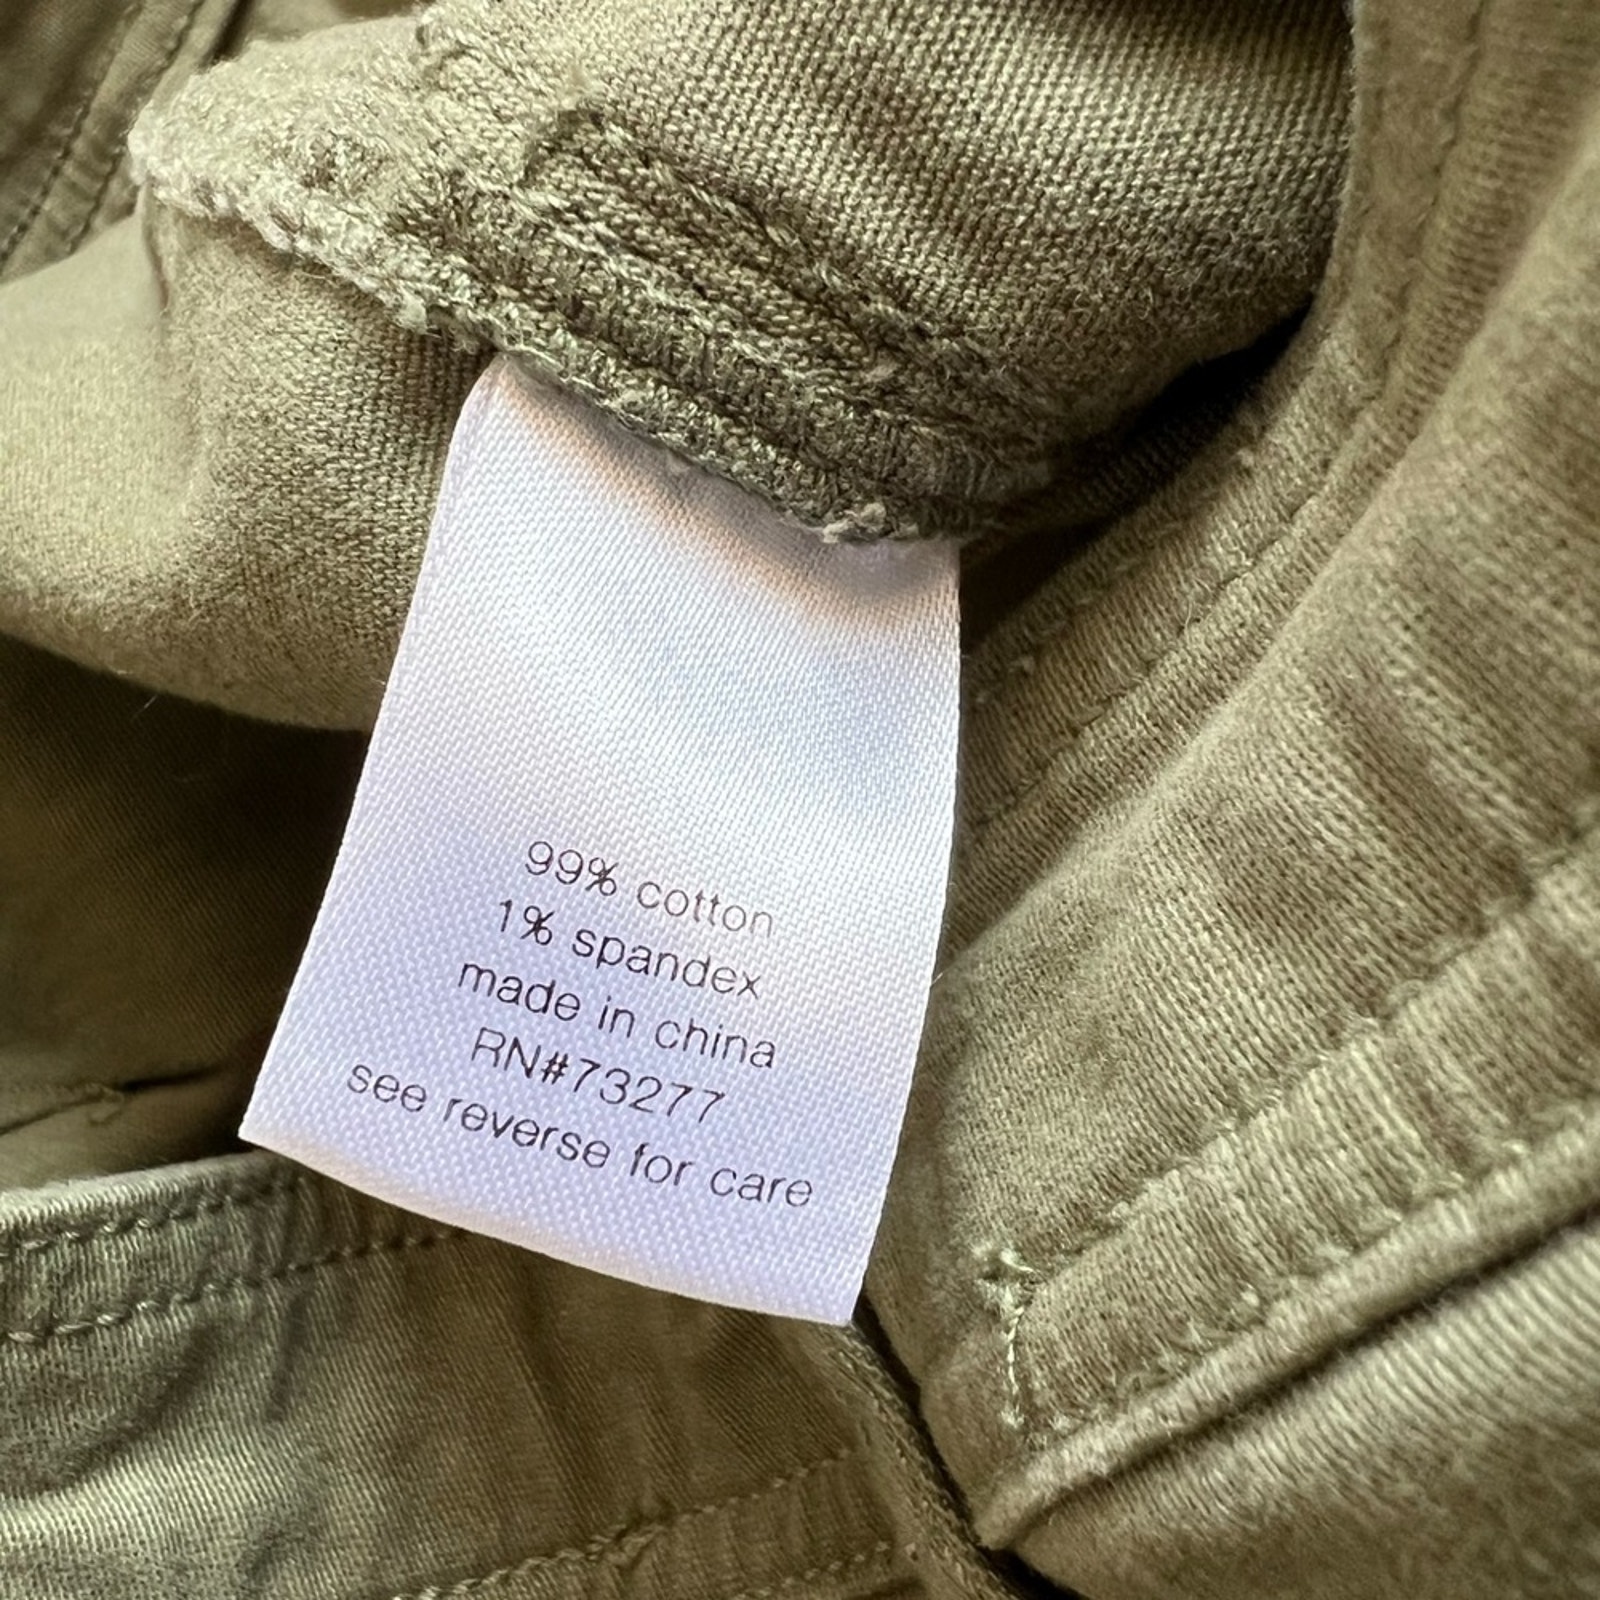 99% cotton
1% spandex
made in china
RN#73277
see reverse for care